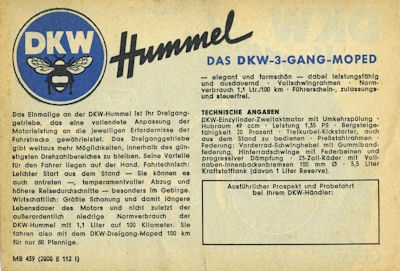 DKW
Hummel
DAS DKW-3-GANG-MOPED
— elegant und formschön — dabei leistungsfähig
und ausdauernd · Vollschwingrahmen · Norm-
verbrauch 1,1 Ltr./100 km · Führerschein-, zulassungs-
und steuerfrei.
Das Einmalige an der DKW-Hummel ist ihr Dreigang-
getriebe, das eine vollendete Anpassung der
Motorleistung an die jeweiligen Erfordernisse der
Fahrstrecke gewährleistet. Das Dreiganggetriebe
gibt weitaus mehr Möglichkeiten, innerhalb des gün-
stigsten Drehzahlbereiches zu bleiben. Seine Vorteile
für den Fahrer liegen auf der Hand. Fahrtechnisch:
Leichter Start aus dem Stand — Sie können es
auch antreten —, temperamentvoller Abzug und
höhere Reisedurchschnitte — besonders im Gebirge.
Wirtschaftlich: Größte Schonung und damit längere
Lebensdauer des Motors und nicht zuletzt der
außerordentlich niedrige Normverbrauch der
DKW-Hummel mit 1,1 Liter auf 100 Kilometer. Sie
fahren also mit dem DKW-Dreigang-Moped 100 km
für nur 80 Pfennige.
MB 439 (2000 E 112 I)
TECHNISCHE ANGABEN
DKW-Einzylinder-Zweitaktmotor mit Umkehrspülung ·
Hubraum 49 ccm · Leistung 1,35 PS · Bergsteige-
fähigkeit 20 Prozent · Tretkurbel-Kickstarter, auch
aus dem Stand zu bedienen · Preßstahlrahmen ·
Federung: Vorderrad-Schwinghebel mit Gummiband-
federung, Hinterradschwinge mit Federbeinen und
progressiver Dämpfung · 23-Zoll-Räder mit Voll-
naben-Innenbackenbremsen 100 mm Ø · 5,5 Liter
Kraftstofftank (davon 1 Liter Reserve).
Ausführlicher Prospekt und Probefahrt
bei Ihrem DKW-Händler: